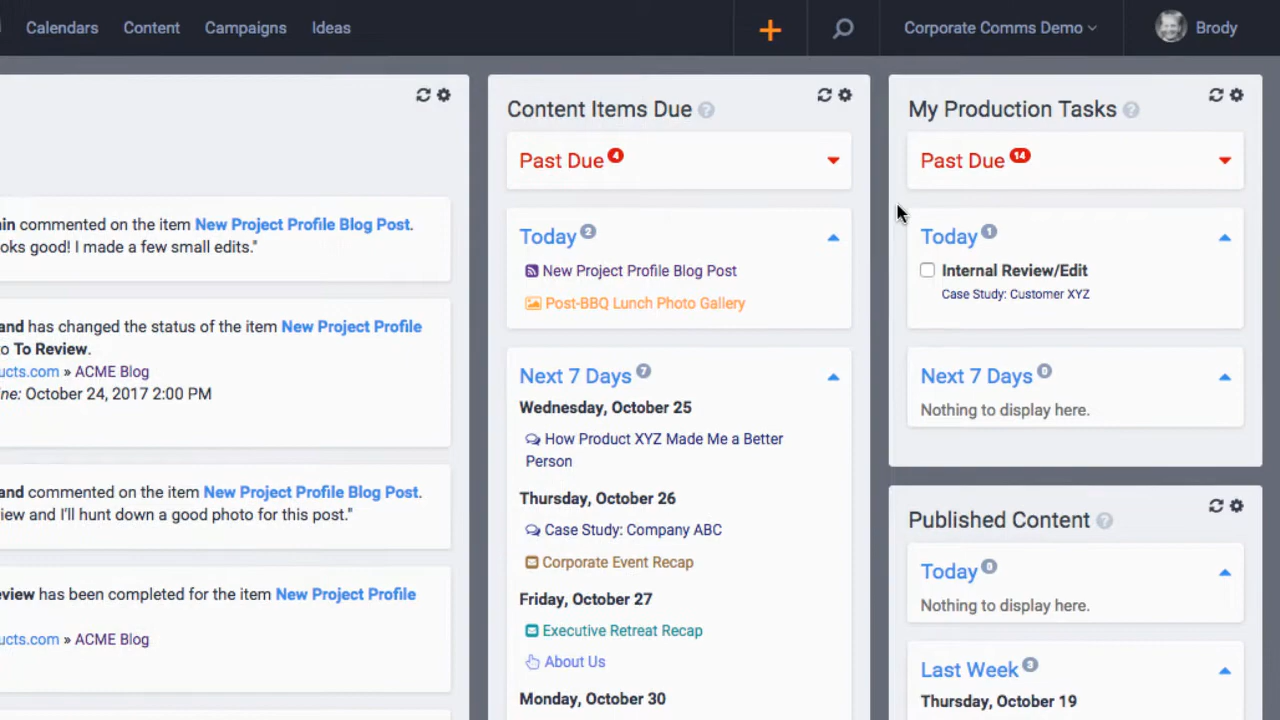 Calendars
Content
Campaigns
Ideas
+
Corporate Comms Demo
Brody
in commented on the item New Project Profile Blog Post.
oks good! I made a few small edits."
and has changed the status of the item New Project Profile
o To Review.
ucts.com » ACME Blog
ne: October 24, 2017 2:00 PM
and commented on the item New Project Profile Blog Post.
iew and I'll hunt down a good photo for this post."
eview has been completed for the item New Project Profile
ucts.com » ACME Blog
Content Items Due ?
Past Due 4
Today 2
New Project Profile Blog Post
Post-BBQ Lunch Photo Gallery
Next 7 Days 7
Wednesday, October 25
How Product XYZ Made Me a Better
Person
Thursday, October 26
Case Study: Company ABC
Corporate Event Recap
Friday, October 27
Executive Retreat Recap
About Us
Monday, October 30
My Production Tasks ?
Past Due 14
Today 1
Internal Review/Edit
Case Study: Customer XYZ
Next 7 Days 0
Nothing to display here.
Published Content ?
Today 0
Nothing to display here.
Last Week 3
Thursday, October 19